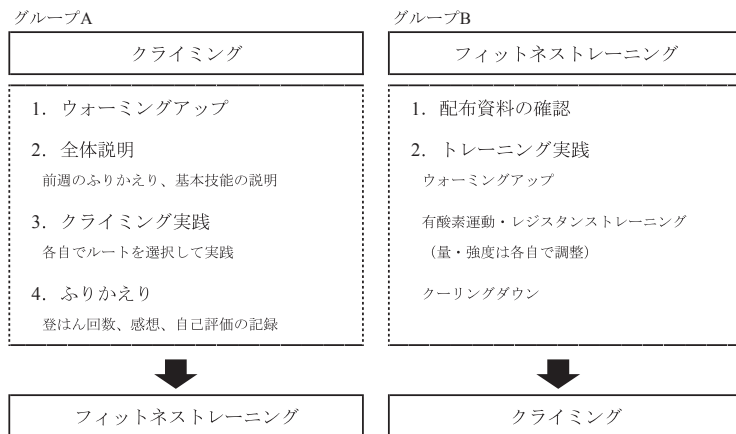 グループA
クライミング
1．ウォーミングアップ
2．全体説明
前週のふりかえり、基本技能の説明
3．クライミング実践
各自でルートを選択して実践
4．ふりかえり
登はん回数、感想、自己評価の記録
フィットネストレーニング
グループB
フィットネストレーニング
1．配布資料の確認
2．トレーニング実践
ウォーミングアップ
有酸素運動・レジスタンストレーニング
（量・強度は各自で調整）
クーリングダウン
クライミング